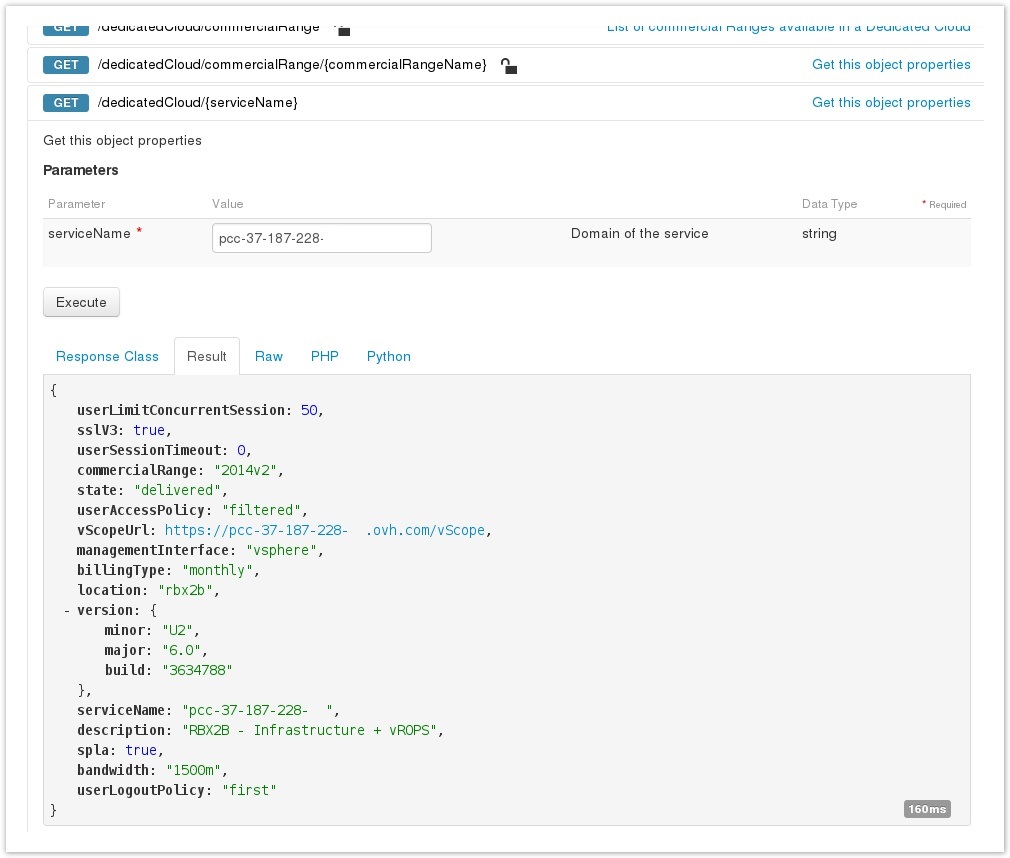 GET /dedicatedCloud/commercialRange List of commercial Ranges available in a Dedicated Cloud
GET /dedicatedCloud/commercialRange/{commercialRangeName} Get this object properties
GET /dedicatedCloud/{serviceName} Get this object properties
Get this object properties
Parameters
Parameter Value Data Type * Required
serviceName * pcc-37-187-228- Domain of the service string
Execute
Response Class Result Raw PHP Python
{
userLimitConcurrentSession: 50,
sslV3: true,
userSessionTimeout: 0,
commercialRange: "2014v2",
state: "delivered",
userAccessPolicy: "filtered",
vScopeUrl: https://pcc-37-187-228-  .ovh.com/vScope,
managementInterface: "vsphere",
billingType: "monthly",
location: "rbx2b",
- version: {
minor: "U2",
major: "6.0",
build: "3634788"
},
serviceName: "pcc-37-187-228-  ",
description: "RBX2B - Infrastructure + vROPS",
spla: true,
bandwidth: "1500m",
userLogoutPolicy: "first"
}
160ms